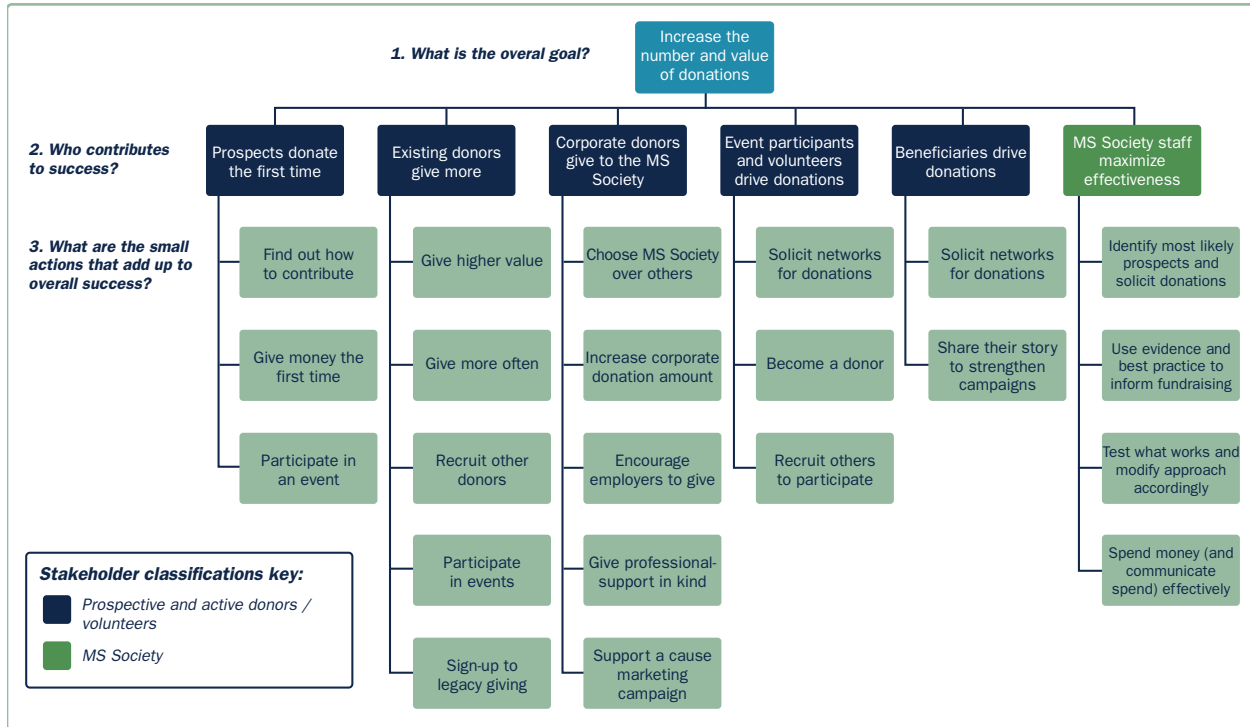 1. What is the overal goal?
Increase the
number and value
of donations
2. Who contributes
to success?
Prospects donate
the first time
Existing donors
give more
Corporate donors
give to the MS
Society
Event participants
and volunteers
drive donations
Beneficiaries drive
donations
MS Society staff
maximize
effectiveness
3. What are the small
actions that add up to
overall success?
Find out how
to contribute
Give money the
first time
Participate in
an event
Give higher value
Give more often
Recruit other
donors
Participate
in events
Sign-up to
legacy giving
Choose MS Society
over others
Increase corporate
donation amount
Encourage
employers to give
Give professional-
support in kind
Support a cause
marketing
campaign
Solicit networks
for donations
Become a donor
Recruit others
to participate
Solicit networks
for donations
Share their story
to strengthen
campaigns
Identify most likely
prospects and
solicit donations
Use evidence and
best practice to
inform fundraising
Test what works and
modify approach
accordingly
Spend money (and
communicate
spend) effectively
Stakeholder classifications key:
Prospective and active donors /
volunteers
MS Society